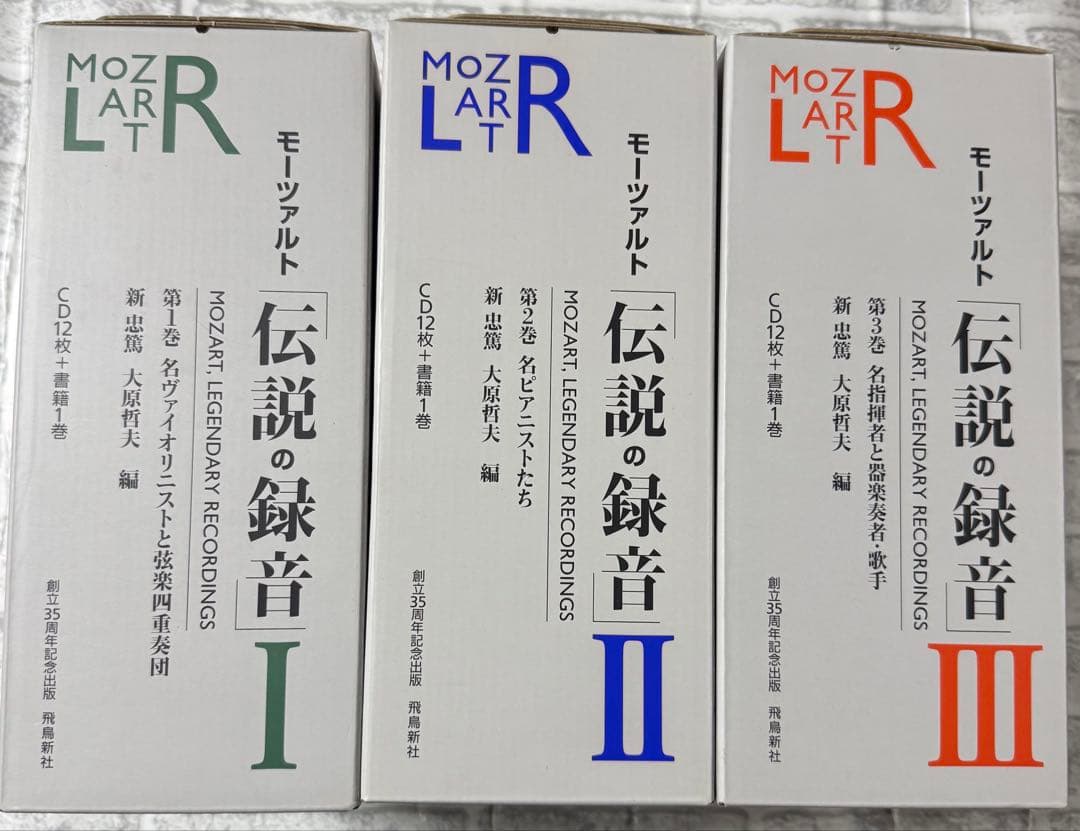 MOZ
ART
LR
モーツァルト
「伝説の録音」
I
MOZART, LEGENDARY RECORDINGS
第1巻 名ヴァイオリニストと弦楽四重奏団
新 忠篤 大原哲夫 編
CD12枚+書籍1巻
創立35周年記念出版 飛鳥新社
MOZ
ART
LR
モーツァルト
「伝説の録音」
II
MOZART, LEGENDARY RECORDINGS
第2巻 名ピアニストたち
新 忠篤 大原哲夫 編
CD12枚+書籍1巻
創立35周年記念出版 飛鳥新社
MOZ
ART
LR
モーツァルト
「伝説の録音」
III
MOZART, LEGENDARY RECORDINGS
第3巻 名指揮者と器楽奏者・歌手
新 忠篤 大原哲夫 編
CD12枚+書籍1巻
創立35周年記念出版 飛鳥新社